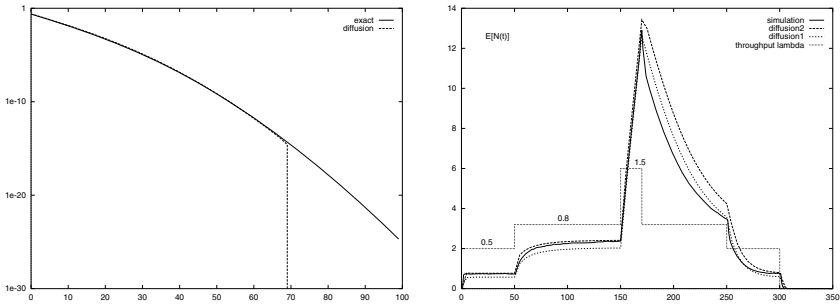 1
1e-10
1e-20
1e-30
0 10 20 30 40 50 60 70 80 90 100
exact
diffusion
14
12
10
8
6
4
2
0
0 50 100 150 200 250 300 350
E[N(t)]
simulation
diffusion2
diffusion1
throughput lambda
0.5
0.8
1.5